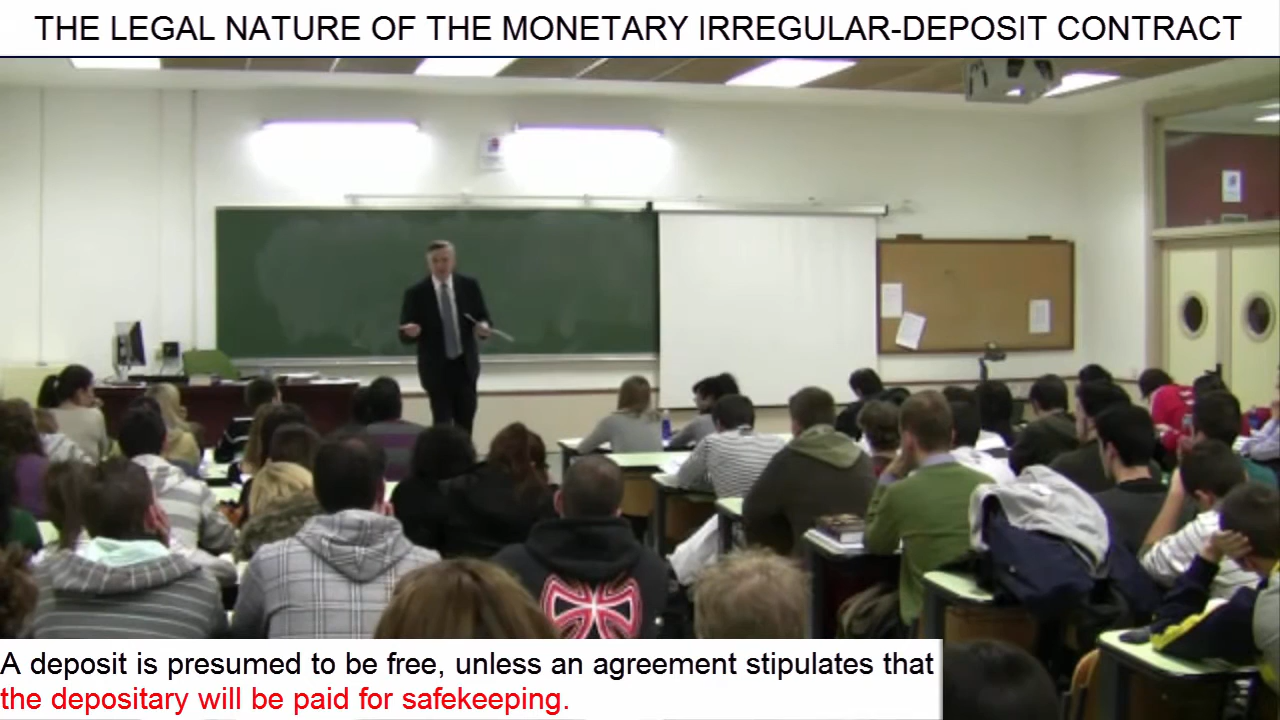 THE LEGAL NATURE OF THE MONETARY IRREGULAR-DEPOSIT CONTRACT
A deposit is presumed to be free, unless an agreement stipulates that
the depositary will be paid for safekeeping.